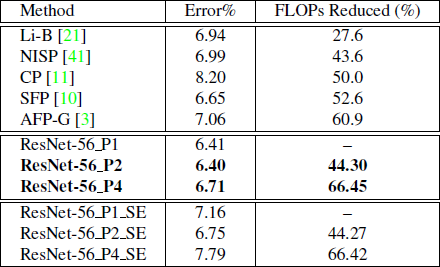 Method Error% FLOPs Reduced (%)
Li-B [21] 6.94 27.6
NISP [41] 6.99 43.6
CP [11] 8.20 50.0
SFP [10] 6.65 52.6
AFP-G [3] 7.06 60.9
ResNet-56_P1 6.41 –
ResNet-56_P2 6.40 44.30
ResNet-56_P4 6.71 66.45
ResNet-56_P1_SE 7.16 –
ResNet-56_P2_SE 6.75 44.27
ResNet-56_P4_SE 7.79 66.42